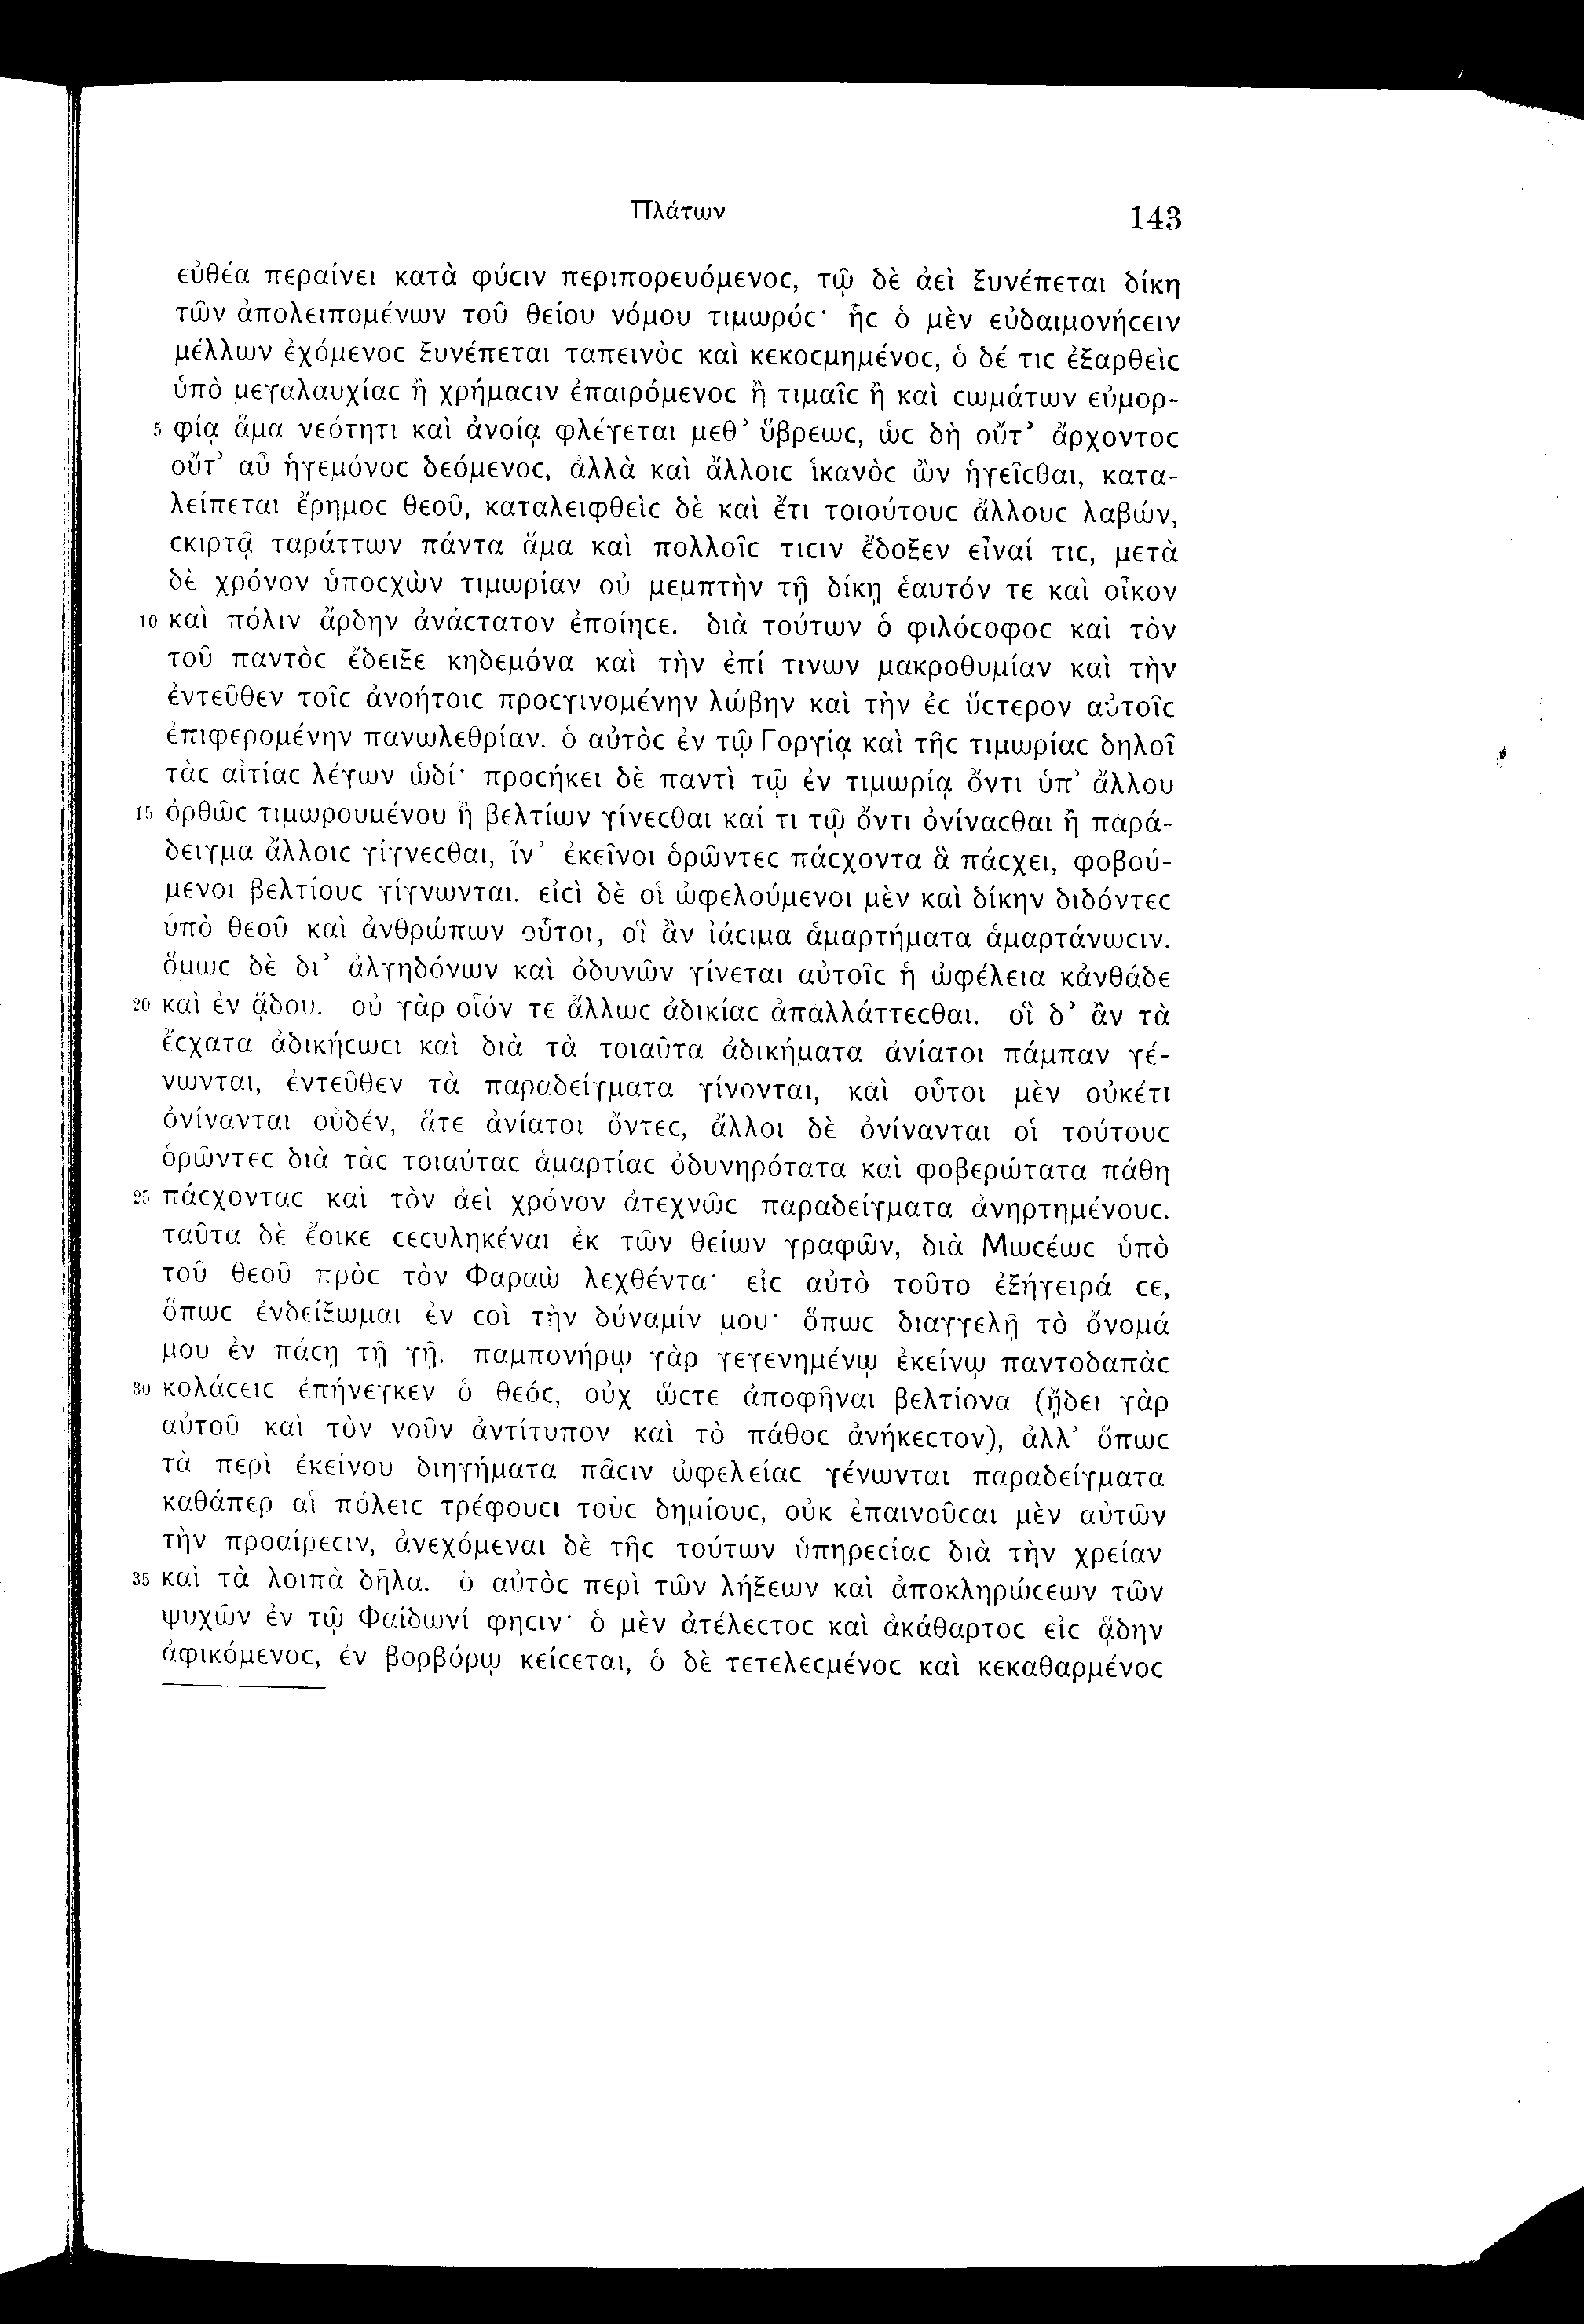 Πλάτων 143
εὐθέα περαίνει κατὰ φύϲιν περιπορευόμενοϲ, τῷ δὲ ἀεὶ ξυνέπεται δίκη
τῶν ἀπολειπομένων τοῦ θείου νόμου τιμωρόϲ· ἧϲ ὁ μὲν εὐδαιμονήϲειν
μέλλων ἐχόμενοϲ ξυνέπεται ταπεινὸϲ καὶ κεκοϲμημένοϲ, ὁ δέ τιϲ ἐξαρθεὶϲ
ὑπὸ μεγαλαυχίαϲ ἢ χρήμαϲιν ἐπαιρόμενοϲ ἢ τιμαῖϲ ἢ καὶ ϲωμάτων εὐμορ-
5 φίᾳ ἅμα νεότητι καὶ ἀνοίᾳ φλέγεται μεθ’ ὕβρεωϲ, ὡϲ δὴ οὔτ’ ἄρχοντοϲ
οὔτ’ αὖ ἡγεμόνοϲ δεόμενοϲ, ἀλλὰ καὶ ἄλλοιϲ ἱκανὸϲ ὢν ἡγεῖϲθαι, κατα-
λείπεται ἔρημοϲ θεοῦ, καταλειφθεὶϲ δὲ καὶ ἔτι τοιούτουϲ ἄλλουϲ λαβών,
ϲκιρτᾷ ταράττων πάντα ἅμα καὶ πολλοῖϲ τιϲιν ἔδοξεν εἶναί τιϲ, μετὰ
δὲ χρόνον ὑποϲχὼν τιμωρίαν οὐ μεμπτὴν τῇ δίκῃ ἑαυτόν τε καὶ οἶκον
10 καὶ πόλιν ἄρδην ἀνάϲτατον ἐποίηϲε. διὰ τούτων ὁ φιλόϲοφοϲ καὶ τὸν
τοῦ παντὸϲ ἔδειξε κηδεμόνα καὶ τὴν ἐπί τινων μακροθυμίαν καὶ τὴν
ἐντεῦθεν τοῖϲ ἀνοήτοιϲ προϲγινομένην λώβην καὶ τὴν ἐϲ ὕϲτερον αὐτοῖϲ
ἐπιφερομένην πανωλεθρίαν. ὁ αὐτὸϲ ἐν τῷ Γοργίᾳ καὶ τῆϲ τιμωρίαϲ δηλοῖ
τὰϲ αἰτίαϲ λέγων ὡδί· προϲήκει δὲ παντὶ τῷ ἐν τιμωρίᾳ ὄντι ὑπ’ ἄλλου
15 ὀρθῶϲ τιμωρουμένου ἢ βελτίων γίνεϲθαι καί τι τῷ ὄντι ὀνίναϲθαι ἢ παρά-
δειγμα ἄλλοιϲ γίγνεϲθαι, ἵν’ ἐκεῖνοι ὁρῶντεϲ πάϲχοντα ἃ πάϲχει, φοβού-
μενοι βελτίουϲ γίγνωνται. εἰϲὶ δὲ οἱ ὠφελούμενοι μὲν καὶ δίκην διδόντεϲ
ὑπὸ θεοῦ καὶ ἀνθρώπων οὗτοι, οἳ ἂν ἰάϲιμα ἁμαρτήματα ἁμαρτάνωϲιν.
ὅμωϲ δὲ δι’ ἀλγηδόνων καὶ ὀδυνῶν γίνεται αὐτοῖϲ ἡ ὠφέλεια κἀνθάδε
20 καὶ ἐν ᾅδου. οὐ γὰρ οἷόν τε ἄλλωϲ ἀδικίαϲ ἀπαλλάττεϲθαι. οἳ δ’ ἂν τὰ
ἔϲχατα ἀδικήϲωϲι καὶ διὰ τὰ τοιαῦτα ἀδικήματα ἀνίατοι πάμπαν γέ-
νωνται, ἐντεῦθεν τὰ παραδείγματα γίνονται, καὶ οὗτοι μὲν οὐκέτι
ὀνίνανται οὐδέν, ἅτε ἀνίατοι ὄντεϲ, ἄλλοι δὲ ὀνίνανται οἱ τούτουϲ
ὁρῶντεϲ διὰ τὰϲ τοιαύταϲ ἁμαρτίαϲ ὀδυνηρότατα καὶ φοβερώτατα πάθη
25 πάϲχονταϲ καὶ τὸν ἀεὶ χρόνον ἀτεχνῶϲ παραδείγματα ἀνηρτημένουϲ.
ταῦτα δὲ ἔοικε ϲεϲυληκέναι ἐκ τῶν θείων γραφῶν, διὰ Μωϲέωϲ ὑπὸ
τοῦ θεοῦ πρὸϲ τὸν Φαραὼ λεχθέντα· εἰϲ αὐτὸ τοῦτο ἐξήγειρά ϲε,
ὅπωϲ ἐνδείξωμαι ἐν ϲοὶ τὴν δύναμίν μου· ὅπωϲ διαγγελῇ τὸ ὄνομά
μου ἐν πάϲῃ τῇ γῇ. παμπονήρῳ γὰρ γεγενημένῳ ἐκείνῳ παντοδαπὰϲ
30 κολάϲειϲ ἐπήνεγκεν ὁ θεόϲ, οὐχ ὥϲτε ἀποφῆναι βελτίονα (ᾔδει γὰρ
αὐτοῦ καὶ τὸν νοῦν ἀντίτυπον καὶ τὸ πάθοϲ ἀνήκεϲτον), ἀλλ’ ὅπωϲ
τὰ περὶ ἐκείνου διηγήματα πᾶϲιν ὠφελείαϲ γένωνται παραδείγματα
καθάπερ αἱ πόλειϲ τρέφουϲι τοὺϲ δημίουϲ, οὐκ ἐπαινοῦϲαι μὲν αὐτῶν
τὴν προαίρεϲιν, ἀνεχόμεναι δὲ τῆϲ τούτων ὑπηρεϲίαϲ διὰ τὴν χρείαν
35 καὶ τὰ λοιπὰ δῆλα. ὁ αὐτὸϲ περὶ τῶν λήξεων καὶ ἀποκληρώϲεων τῶν
ψυχῶν ἐν τῷ Φαίδωνί φηϲιν· ὁ μὲν ἀτέλεϲτοϲ καὶ ἀκάθαρτοϲ εἰϲ ᾅδην
ἀφικόμενοϲ, ἐν βορβόρῳ κείϲεται, ὁ δὲ τετελεϲμένοϲ καὶ κεκαθαρμένοϲ